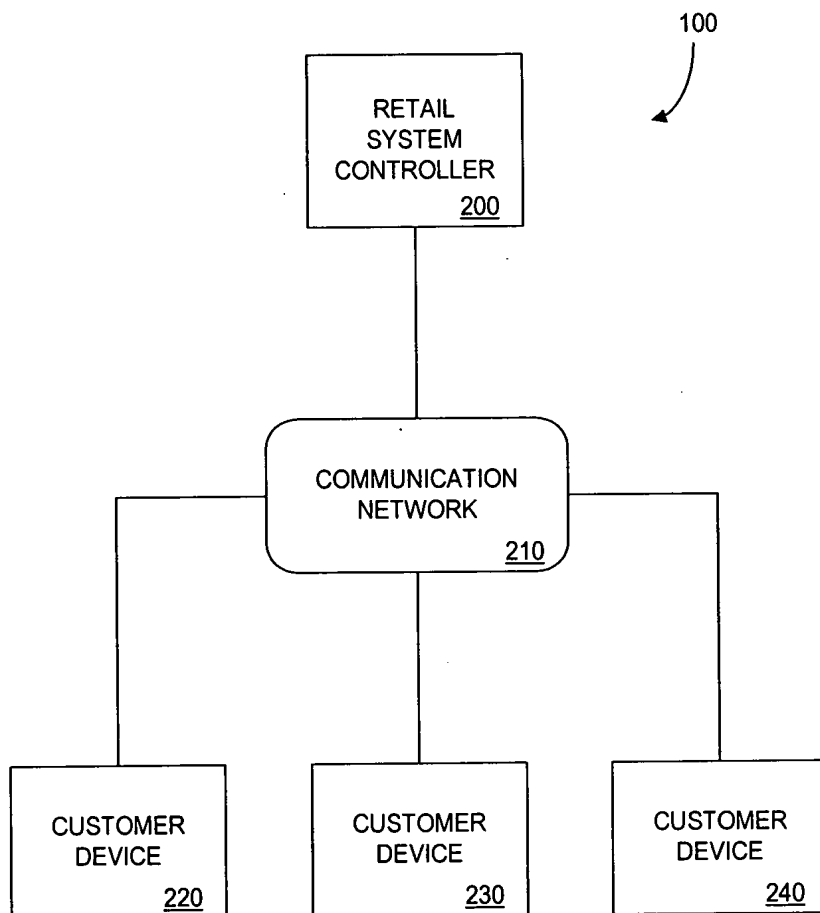 100
RETAIL
SYSTEM
CONTROLLER
200
COMMUNICATION
NETWORK
210
CUSTOMER
DEVICE
220
CUSTOMER
DEVICE
230
CUSTOMER
DEVICE
240